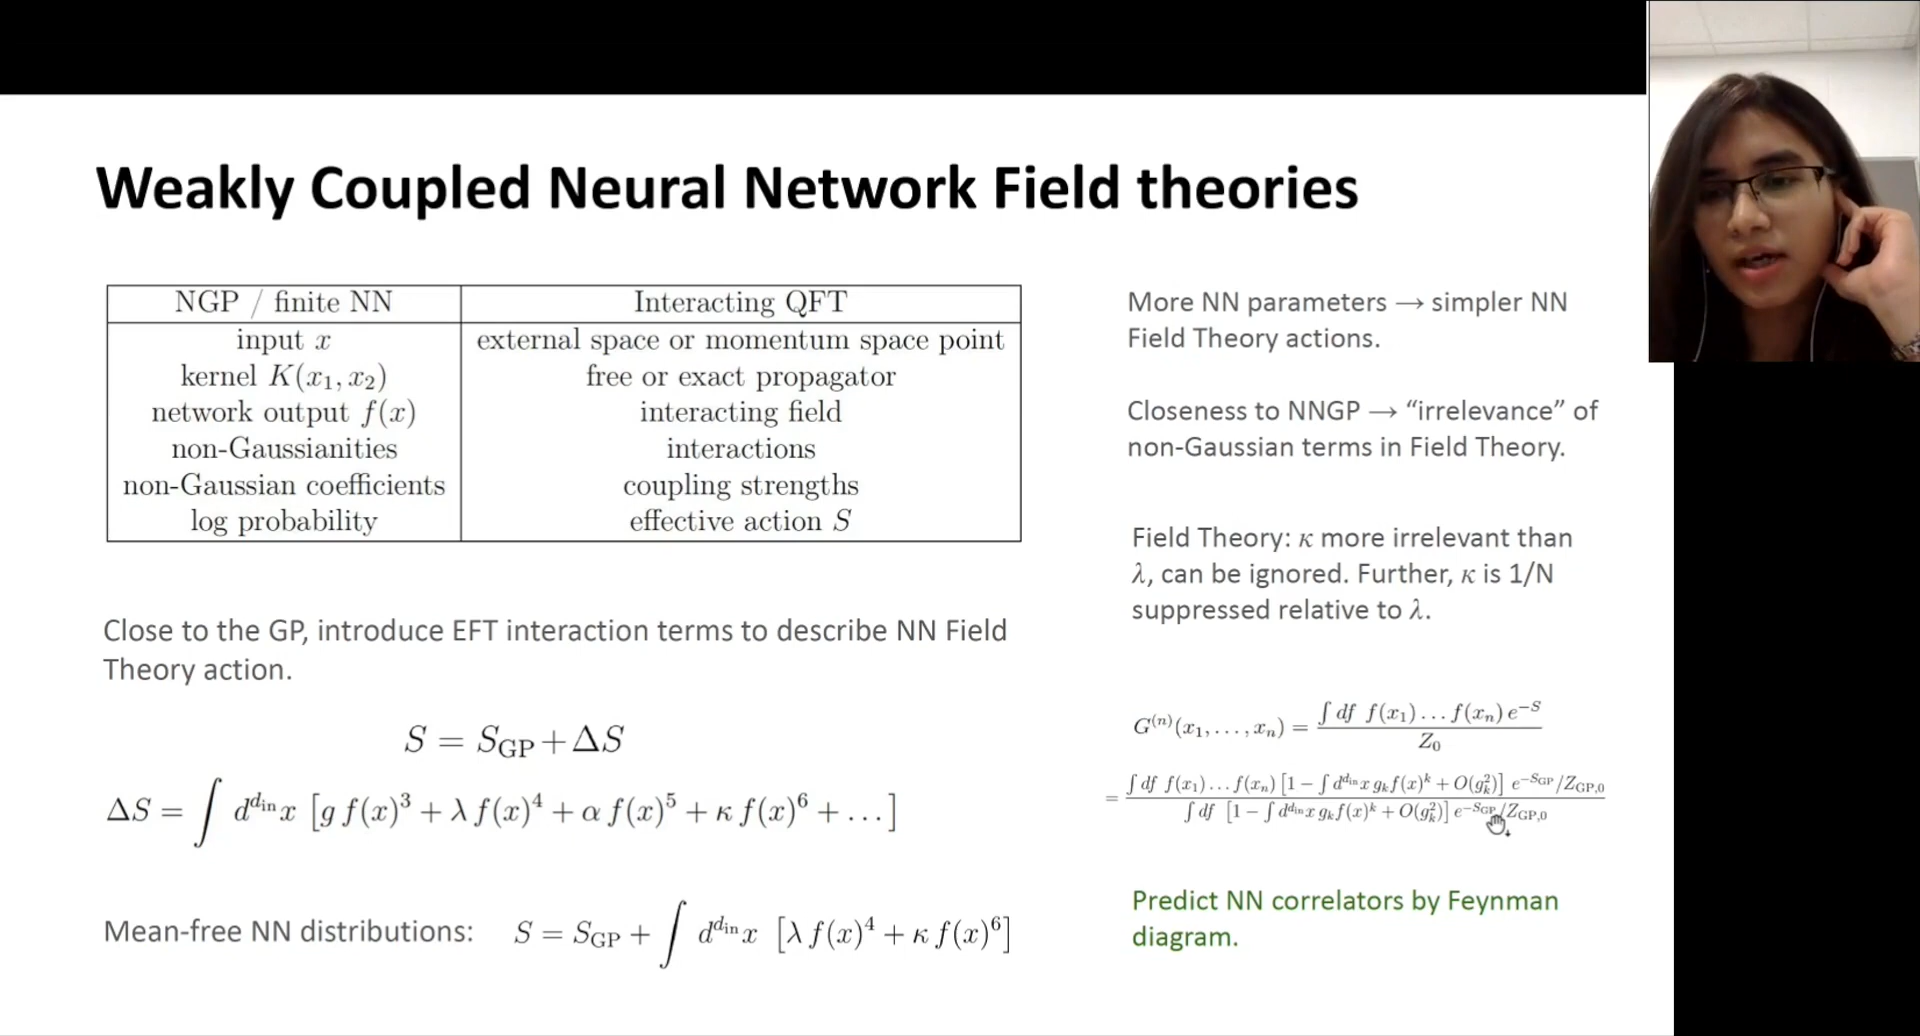 Weakly Coupled Neural Network Field theories
NGP / finite NN Interacting QFT
input x external space or momentum space point
kernel K(x₁, x₂) free or exact propagator
network output f(x) interacting field
non-Gaussianities interactions
non-Gaussian coefficients coupling strengths
log probability effective action S
Close to the GP, introduce EFT interaction terms to describe NN Field
Theory action.
S = S_GP + ΔS
ΔS = ∫ d^{d_in}x [g f(x)³ + λ f(x)⁴ + α f(x)⁵ + κ f(x)⁶ + …]
Mean-free NN distributions: S = S_GP + ∫ d^{d_in}x [λ f(x)⁴ + κ f(x)⁶]
More NN parameters → simpler NN
Field Theory actions.
Closeness to NNGP → “irrelevance” of
non-Gaussian terms in Field Theory.
Field Theory: κ more irrelevant than
λ, can be ignored. Further, κ is 1/N
suppressed relative to λ.
G^{(n)}(x₁, …, xₙ) = ∫ df f(x₁) … f(xₙ) e^{−S} / Z₀
= ∫ df f(x₁) … f(xₙ) [1 − ∫ d^{d_in}x g_k f(x)^k + O(g_k²)] e^{−S_GP}/Z_{GP,0}
∫ df [1 − ∫ d^{d_in}x g_k f(x)^k + O(g_k²)] e^{−S_GP}/Z_{GP,0}
Predict NN correlators by Feynman
diagram.